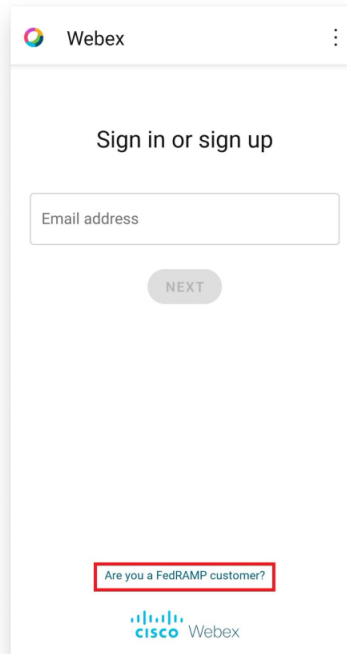 Webex
Sign in or sign up
Email address
NEXT
Are you a FedRAMP customer?
CISCO Webex